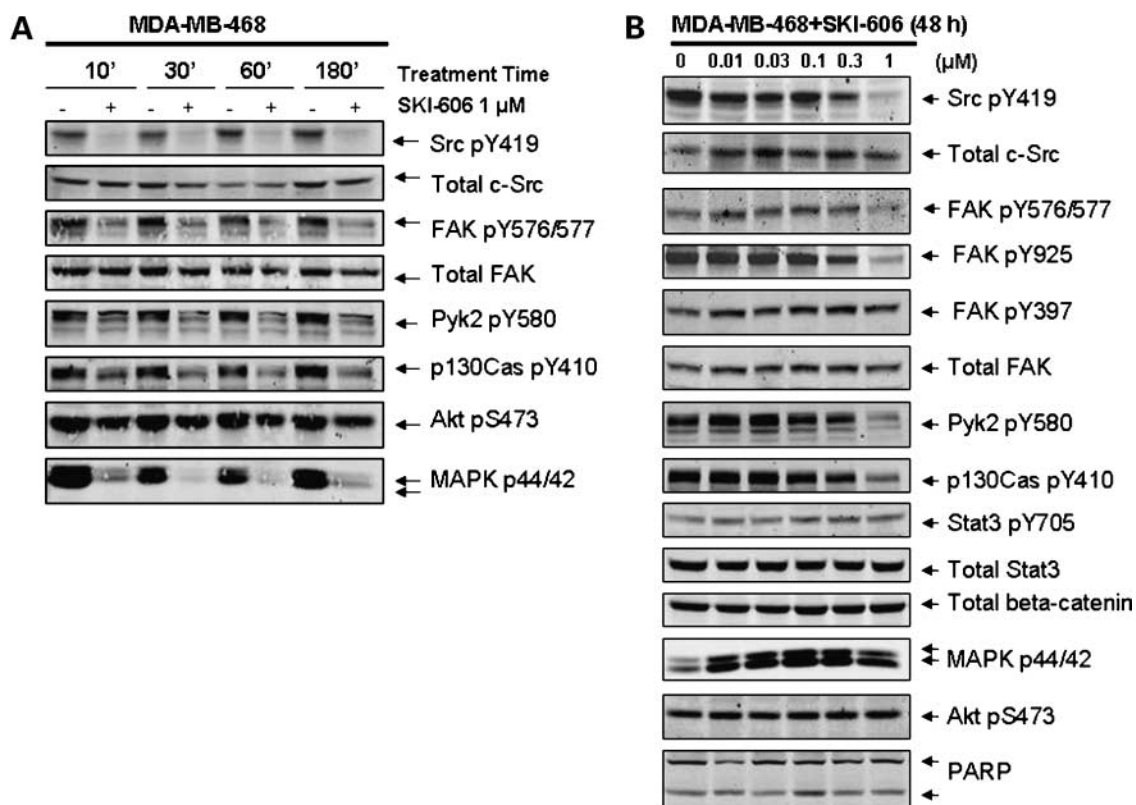 A
MDA-MB-468
10’ 30’ 60’ 180’ Treatment Time
- + - + - + - + SKI-606 1 µM
Src pY419
Total c-Src
FAK pY576/577
Total FAK
Pyk2 pY580
p130Cas pY410
Akt pS473
MAPK p44/42
B
MDA-MB-468+SKI-606 (48 h)
0 0.01 0.03 0.1 0.3 1 (µM)
Src pY419
Total c-Src
FAK pY576/577
FAK pY925
FAK pY397
Total FAK
Pyk2 pY580
p130Cas pY410
Stat3 pY705
Total Stat3
Total beta-catenin
MAPK p44/42
Akt pS473
PARP